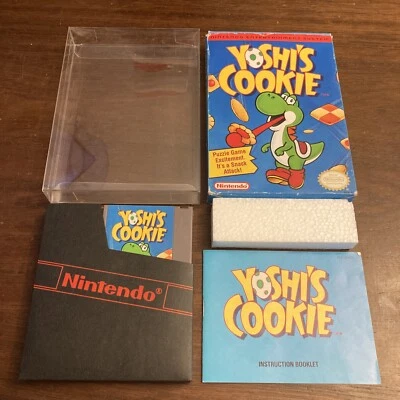 NINTENDO ENTERTAINMENT SYSTEM
YOSHI'S
COOKIE
Puzzle Game
Excitement.
It's a Snack
Attack!
Nintendo
YOSHI'S
COOKIE
Nintendo®
YOSHI'S
COOKIE
INSTRUCTION BOOKLET